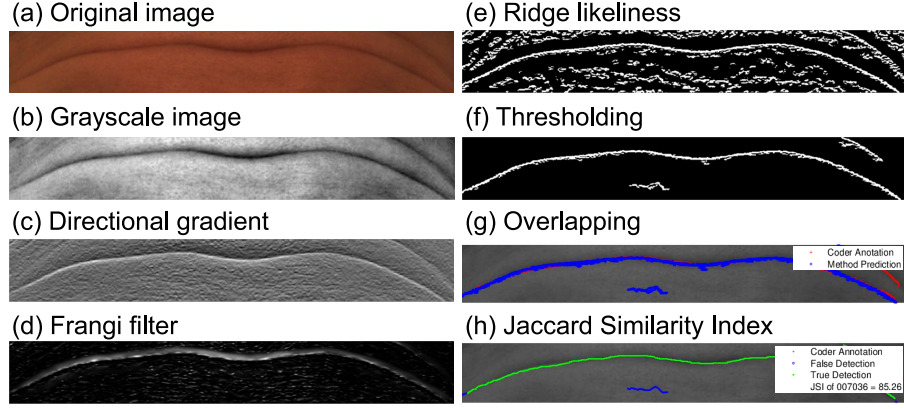 (a) Original image
(b) Grayscale image
(c) Directional gradient
(d) Frangi filter
(e) Ridge likeliness
(f) Thresholding
(g) Overlapping
Coder Anotation
Method Prediction
(h) Jaccard Similarity Index
Coder Annotation
False Detection
True Detection
JSI of 007036 = 85.26